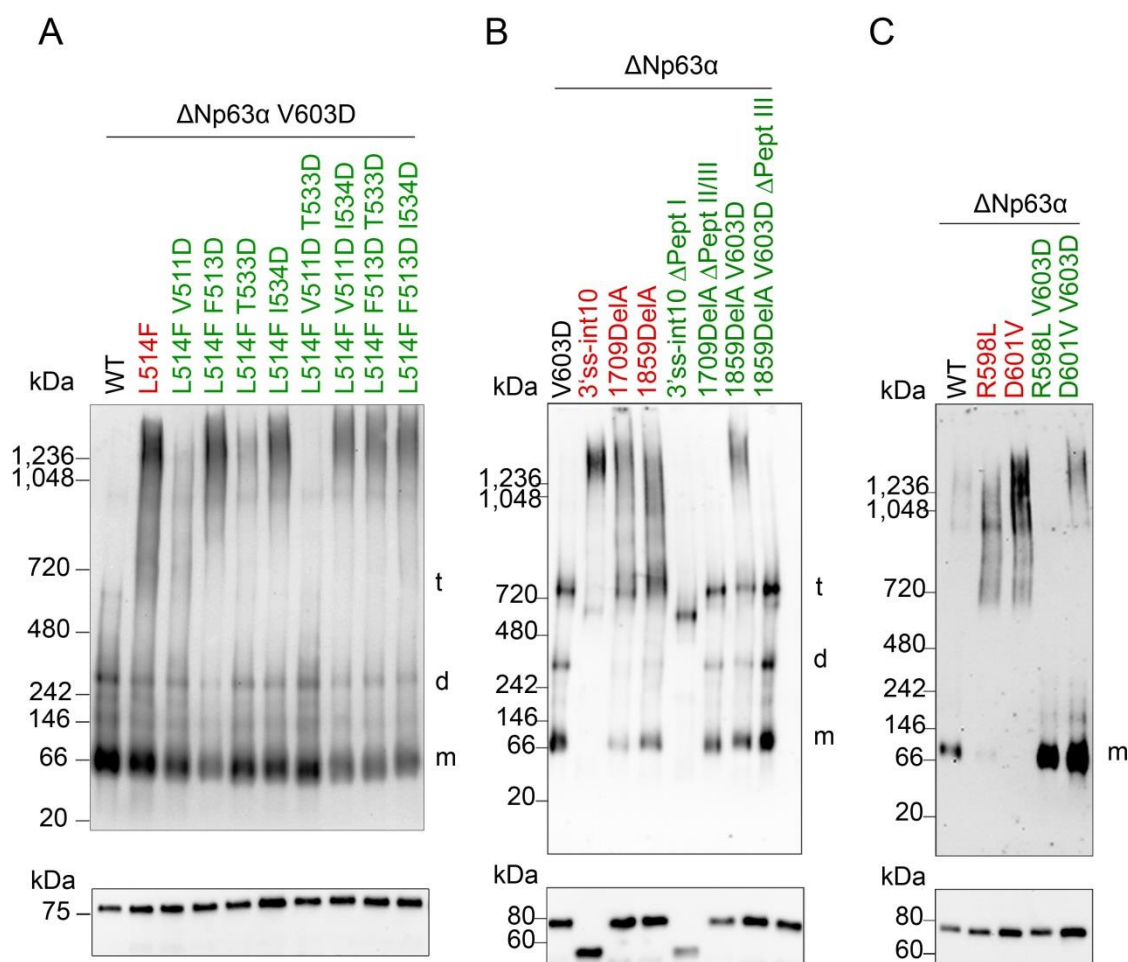 A
ΔNp63α V603D
WT
L514F
L514F V511D
L514F F513D
L514F T533D
L514F I534D
L514F V511D T533D
L514F V511D I534D
L514F F513D T533D
L514F F513D I534D
kDa
1,236
1,048
720
480
242
146
66
20
t
d
m
kDa
75
B
ΔNp63α
V603D
3'ss-int10
1709DelA
1859DelA
3'ss-int10 ΔPept I
1709DelA ΔPept II/III
1859DelA V603D
1859DelA V603D ΔPept III
kDa
1,236
1,048
720
480
242
146
66
20
t
d
m
kDa
80
60
C
ΔNp63α
WT
R598L
D601V
R598L V603D
D601V V603D
kDa
1,236
1,048
720
480
242
146
66
20
m
kDa
80
60